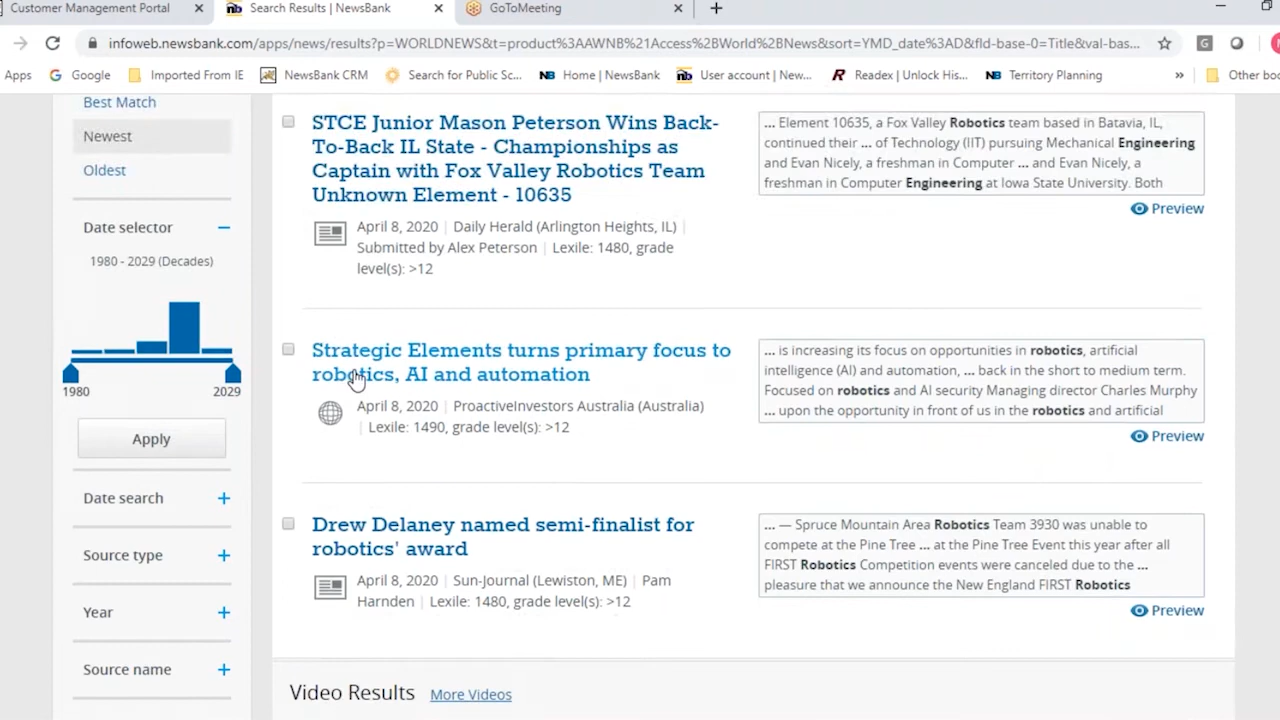 Customer Management Portal
Search Results | NewsBank
GoToMeeting
infoweb.newsbank.com/apps/news/results?p=WORLDNEWS&t=product%3AAWNB%21Access%2BWorld%2BNews&sort=YMD_date%3AD&fld-base-0=Title&val-bas...
Apps
Google
Imported From IE
NewsBank CRM
Search for Public Sc...
Home | NewsBank
User account | New...
Readex | Unlock His...
Territory Planning
»
Other boo
Best Match
Newest
Oldest
Date selector
1980 - 2029 (Decades)
1980
2029
Apply
Date search
Source type
Year
Source name
STCE Junior Mason Peterson Wins Back-
To-Back IL State - Championships as
Captain with Fox Valley Robotics Team
Unknown Element - 10635
April 8, 2020 | Daily Herald (Arlington Heights, IL) |
Submitted by Alex Peterson | Lexile: 1480, grade
level(s): >12
... Element 10635, a Fox Valley Robotics team based in Batavia, IL,
continued their ... of Technology (IIT) pursuing Mechanical Engineering
and Evan Nicely, a freshman in Computer ... and Evan Nicely, a
freshman in Computer Engineering at Iowa State University. Both
Preview
Strategic Elements turns primary focus to
robotics, AI and automation
April 8, 2020 | ProactiveInvestors Australia (Australia)
| Lexile: 1490, grade level(s): >12
... is increasing its focus on opportunities in robotics, artificial
intelligence (AI) and automation, ... back in the short to medium term.
Focused on robotics and AI security Managing director Charles Murphy
... upon the opportunity in front of us in the robotics and artificial
Preview
Drew Delaney named semi-finalist for
robotics' award
April 8, 2020 | Sun-Journal (Lewiston, ME) | Pam
Harnden | Lexile: 1480, grade level(s): >12
... — Spruce Mountain Area Robotics Team 3930 was unable to
compete at the Pine Tree ... at the Pine Tree Event this year after all
FIRST Robotics Competition events were canceled due to the ...
pleasure that we announce the New England FIRST Robotics
Preview
Video Results
More Videos